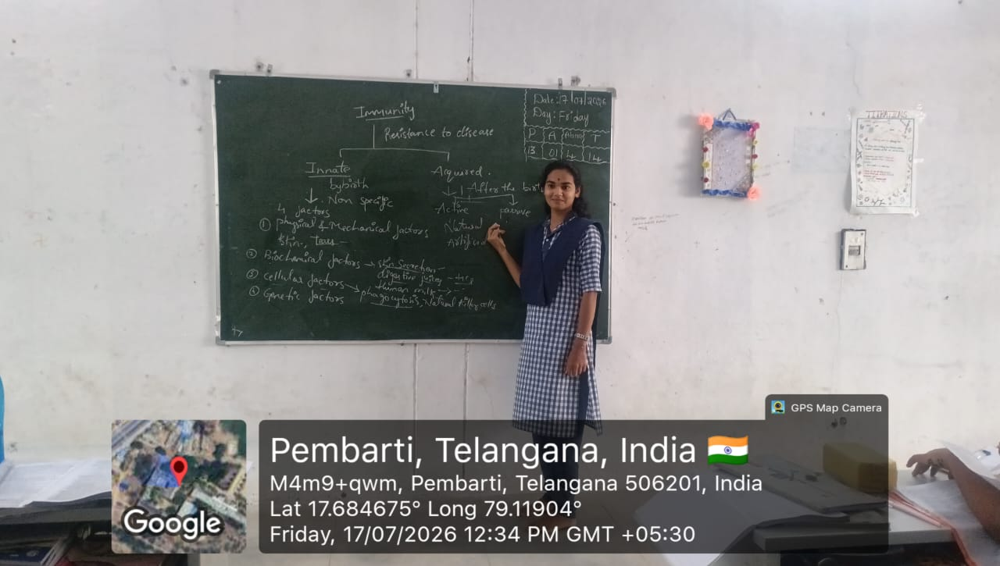 Immunity
Resistance to disease
Innate
by birth
Non specific
4 factors
① Physical & Mechanical factors
Skin., Tears -
② Biochemical factors → skin Secretion -
digestive juices - HCl
Human milk →
③ cellular factors → phagocytosis, Natural killer cells
④ Genetic factors
Acquired.
After the birt
Active
passive
Natural
Artificial
Date: 17/07/2026
Day: Friday
P A Abno T
13 01 4 14
GPS Map Camera
Google
Pembarti, Telangana, India
M4m9+qwm, Pembarti, Telangana 506201, India
Lat 17.684675° Long 79.11904°
Friday, 17/07/2026 12:34 PM GMT +05:30